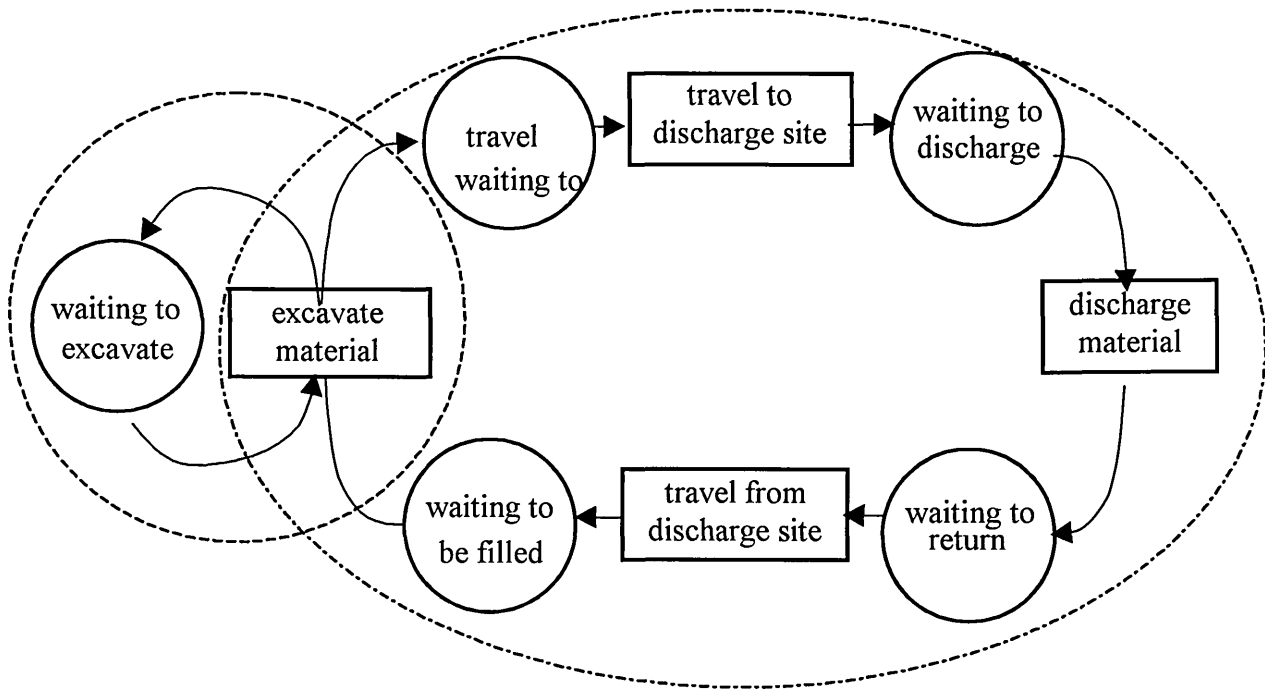 travel
waiting to
travel to
discharge site
waiting to
discharge
waiting to
excavate
excavate
material
discharge
material
waiting to
be filled
travel from
discharge site
waiting to
return